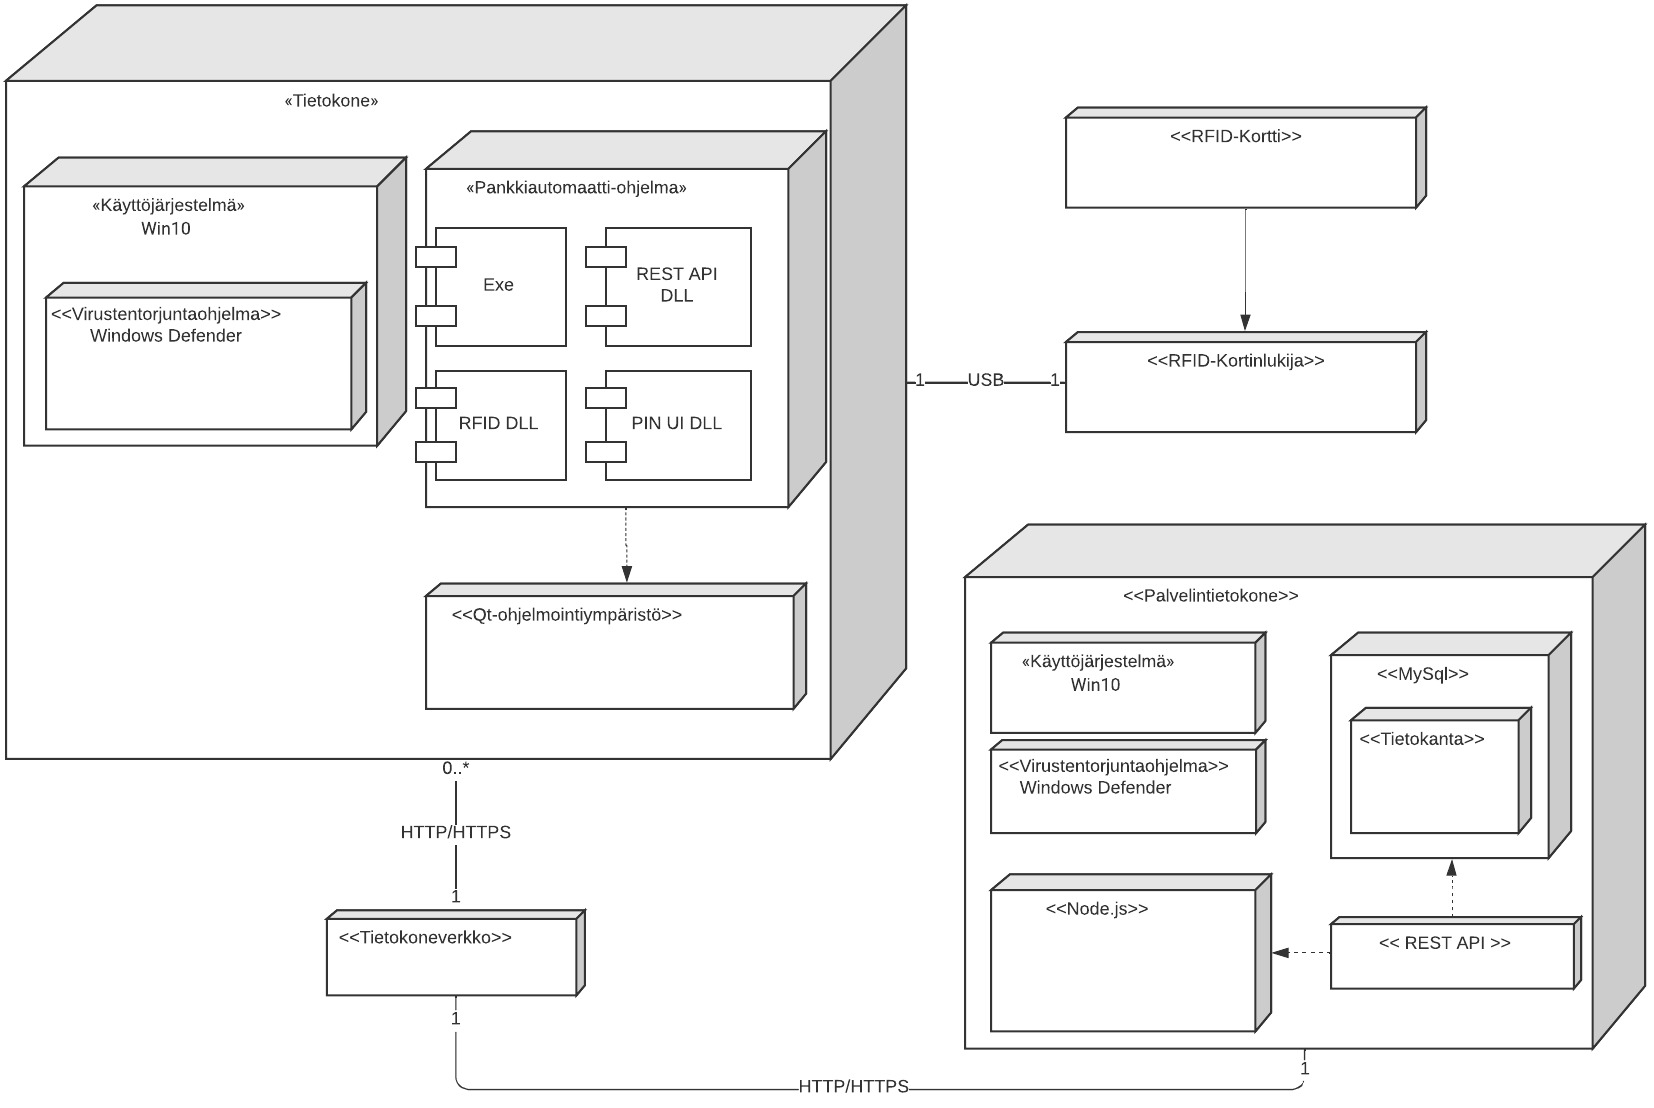 «Tietokone»
«Käyttöjärjestelmä»
Win10
<<Virustentorjuntaohjelma>>
Windows Defender
«Pankkiautomaatti-ohjelma»
Exe
REST API
DLL
RFID DLL
PIN UI DLL
<<Qt-ohjelmointiympäristö>>
<<RFID-Kortti>>
<<RFID-Kortinlukija>>
1
USB
1
<<Palvelintietokone>>
«Käyttöjärjestelmä»
Win10
<<Virustentorjuntaohjelma>>
Windows Defender
<<MySql>>
<<Tietokanta>>
<<Node.js>>
<< REST API >>
0..*
HTTP/HTTPS
1
<<Tietokoneverkko>>
1
HTTP/HTTPS
1